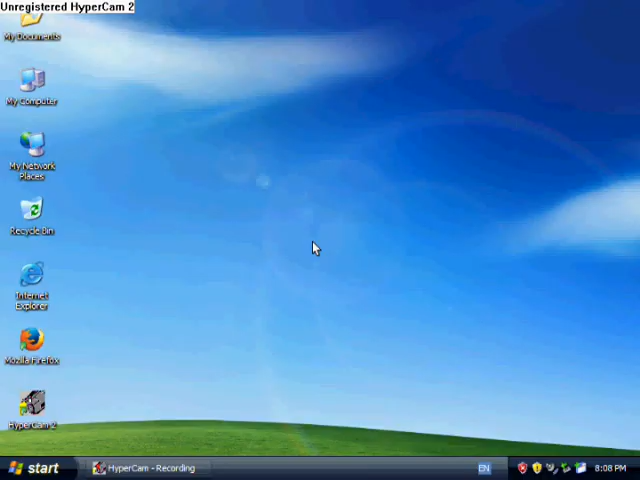 Unregistered HyperCam 2
My Documents
My Computer
My Network
Places
Recycle Bin
Internet
Explorer
Mozilla Firefox
HyperCam 2
start
HyperCam - Recording
EN
8:08 PM